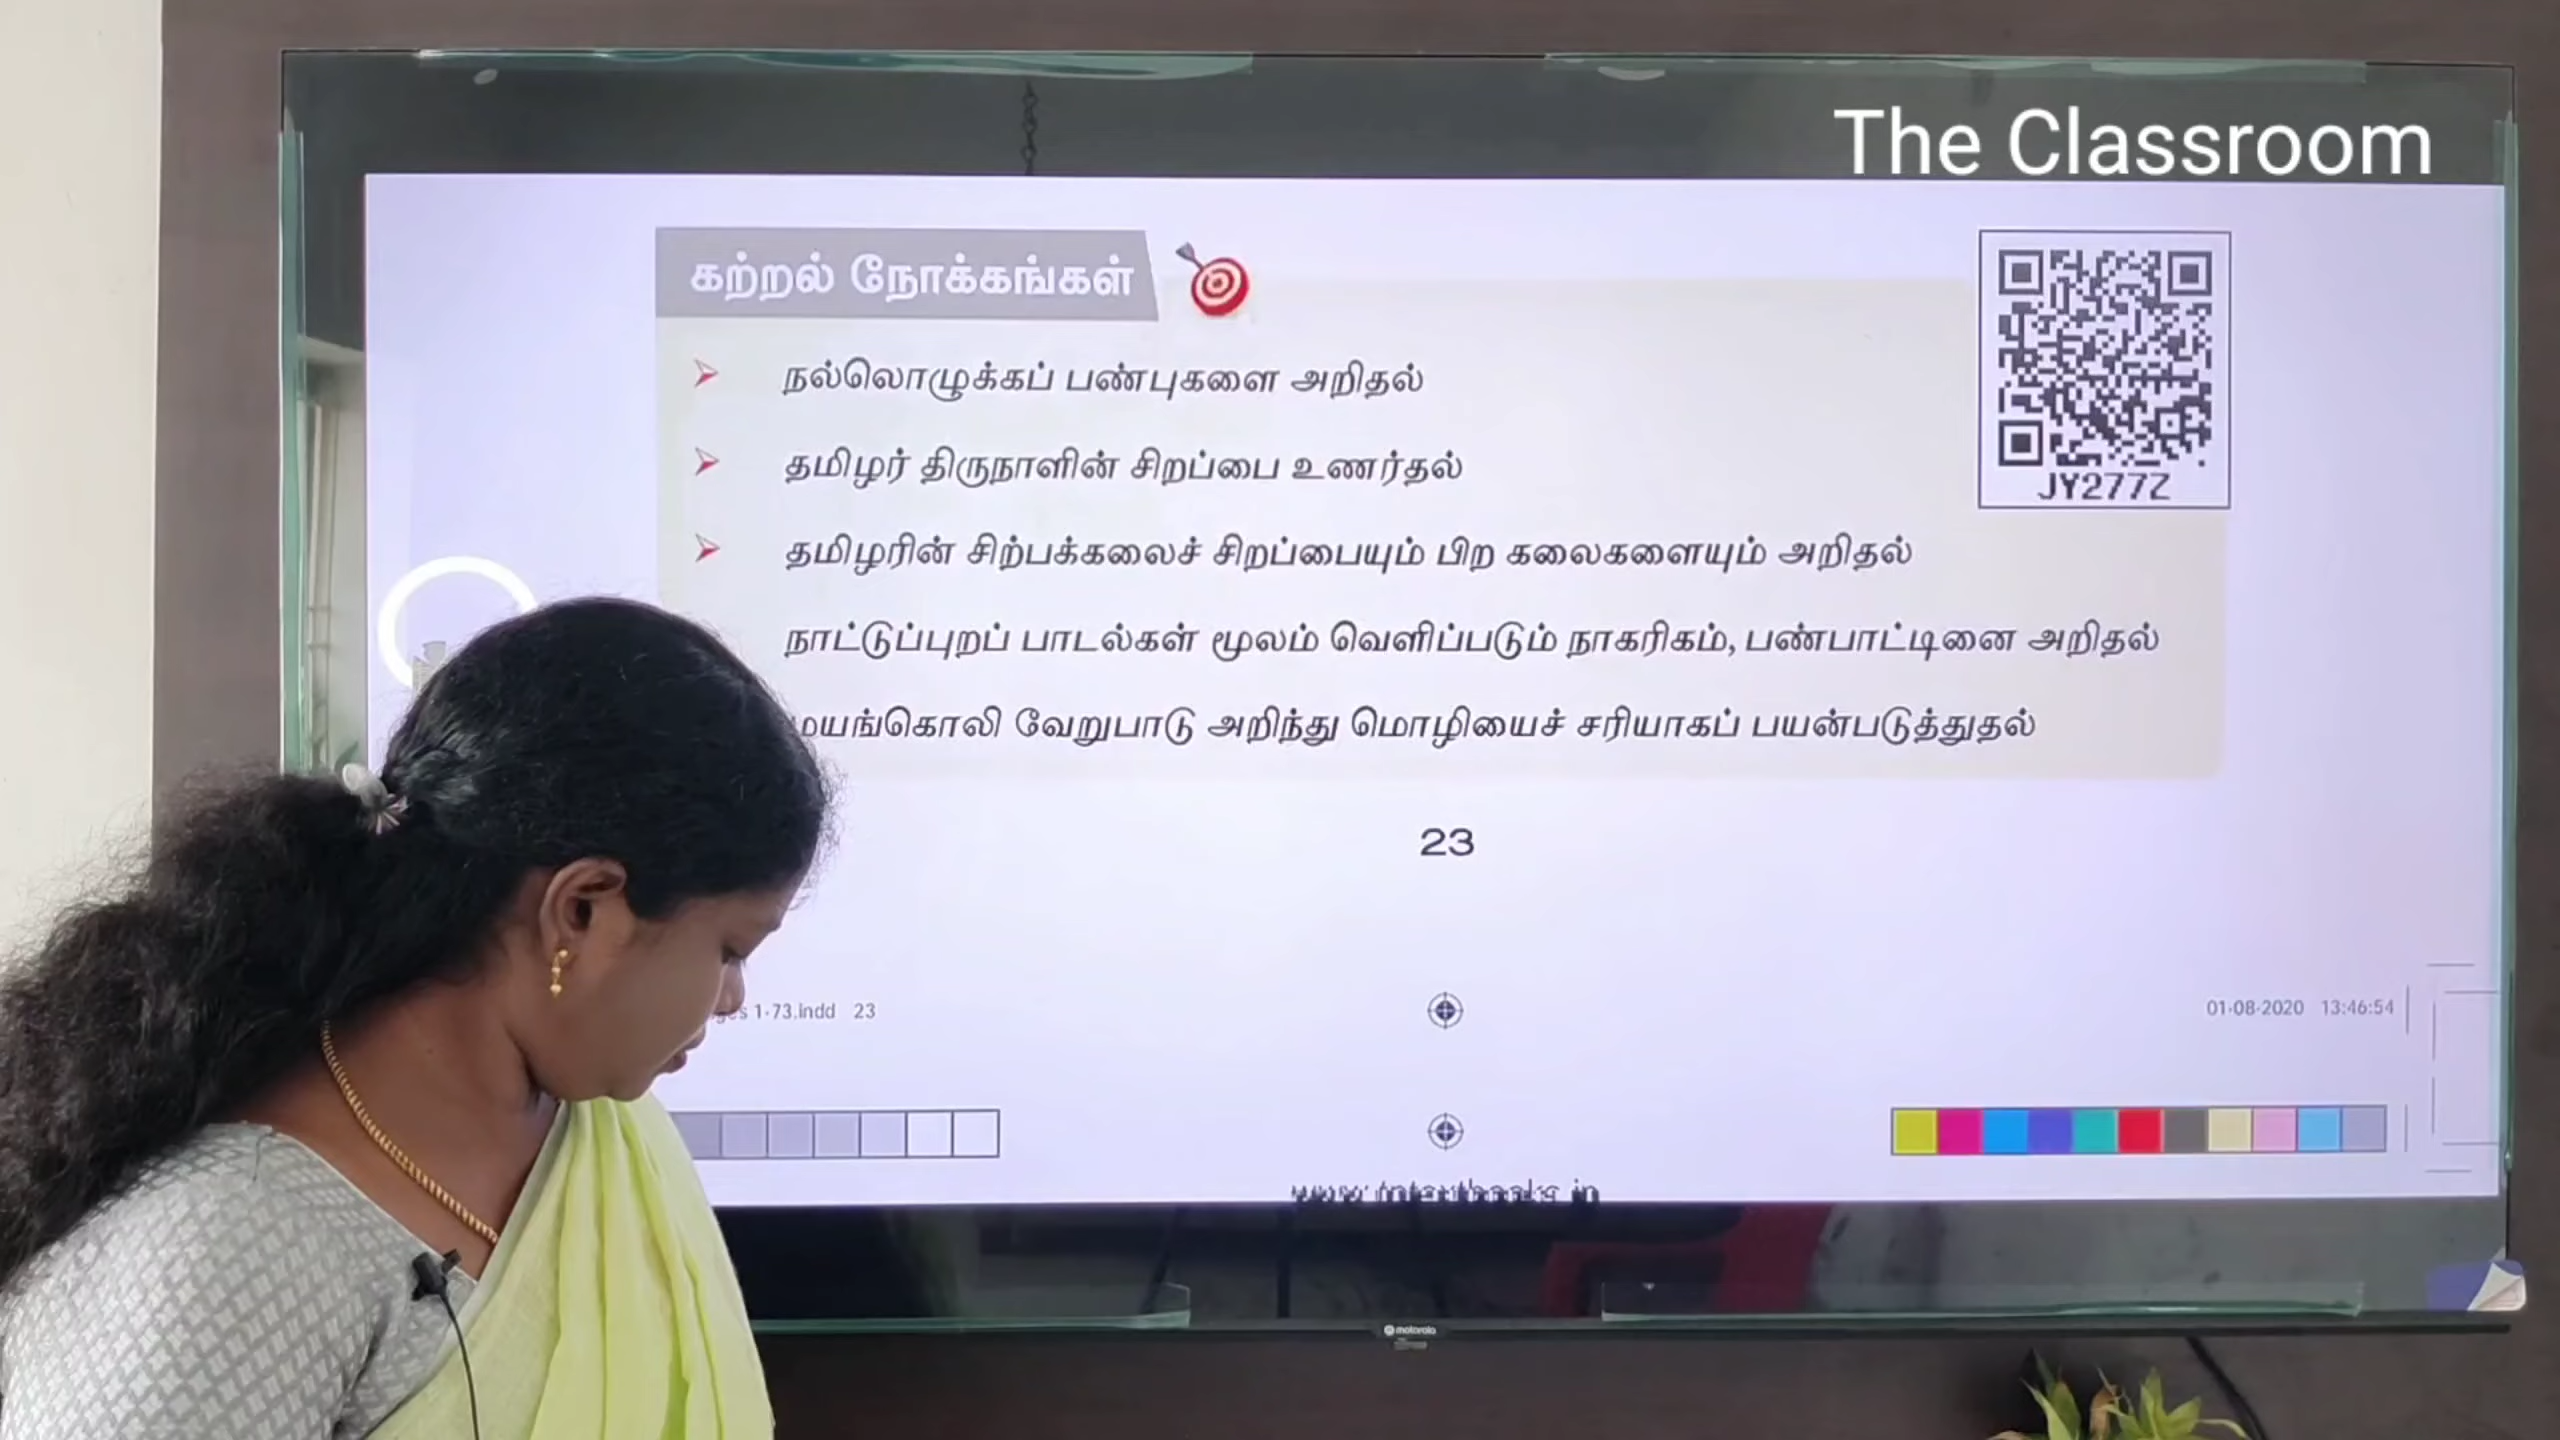 The Classroom
கற்றல் நோக்கங்கள்
நல்லொழுக்கப் பண்புகளை அறிதல்
தமிழர் திருநாளின் சிறப்பை உணர்தல்
தமிழரின் சிற்பக்கலைச் சிறப்பையும் பிற கலைகளையும் அறிதல்
நாட்டுப்புறப் பாடல்கள் மூலம் வெளிப்படும் நாகரிகம், பண்பாட்டினை அறிதல்
மயங்கொலி வேறுபாடு அறிந்து மொழியைச் சரியாகப் பயன்படுத்துதல்
JY277Z
23
1-73.indd 23
01-08-2020 13:46:54
motorola